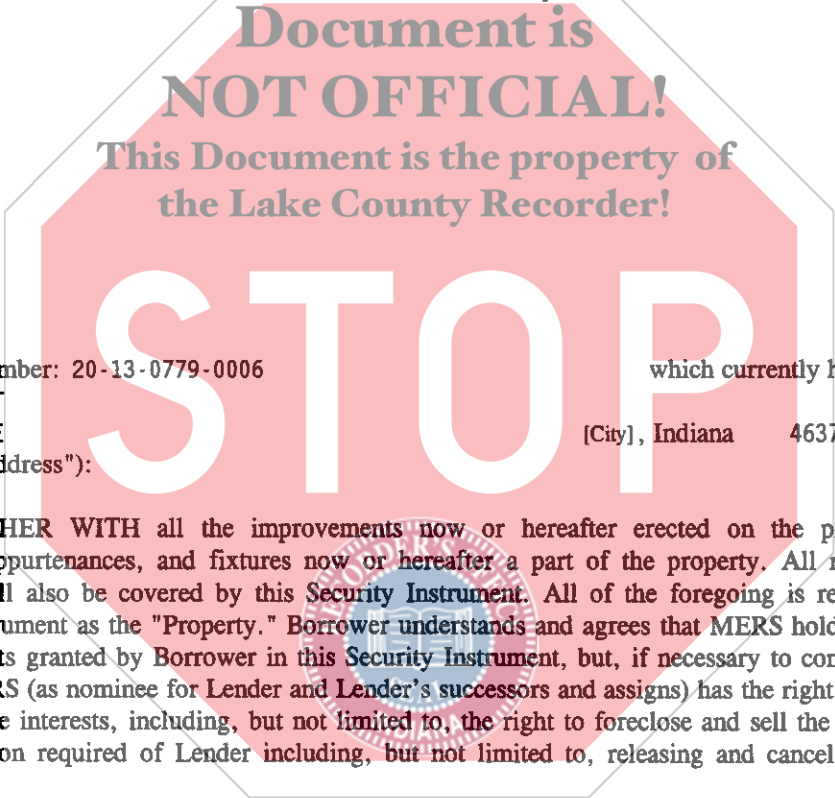 Document is
NOT OFFICIAL!
This Document is the property of
the Lake County Recorder!
STOP
mber: 20-13-0779-0006 which currently h
[City], Indiana 4637
ddress"):
HER WITH all the improvements now or hereafter erected on the p
ppurtenances, and fixtures now or hereafter a part of the property. All r
ll also be covered by this Security Instrument. All of the foregoing is re
ument as the "Property." Borrower understands and agrees that MERS hold
ts granted by Borrower in this Security Instrument, but, if necessary to con
RS (as nominee for Lender and Lender's successors and assigns) has the right
e interests, including, but not limited to, the right to foreclose and sell the
on required of Lender including, but not limited to, releasing and cancel